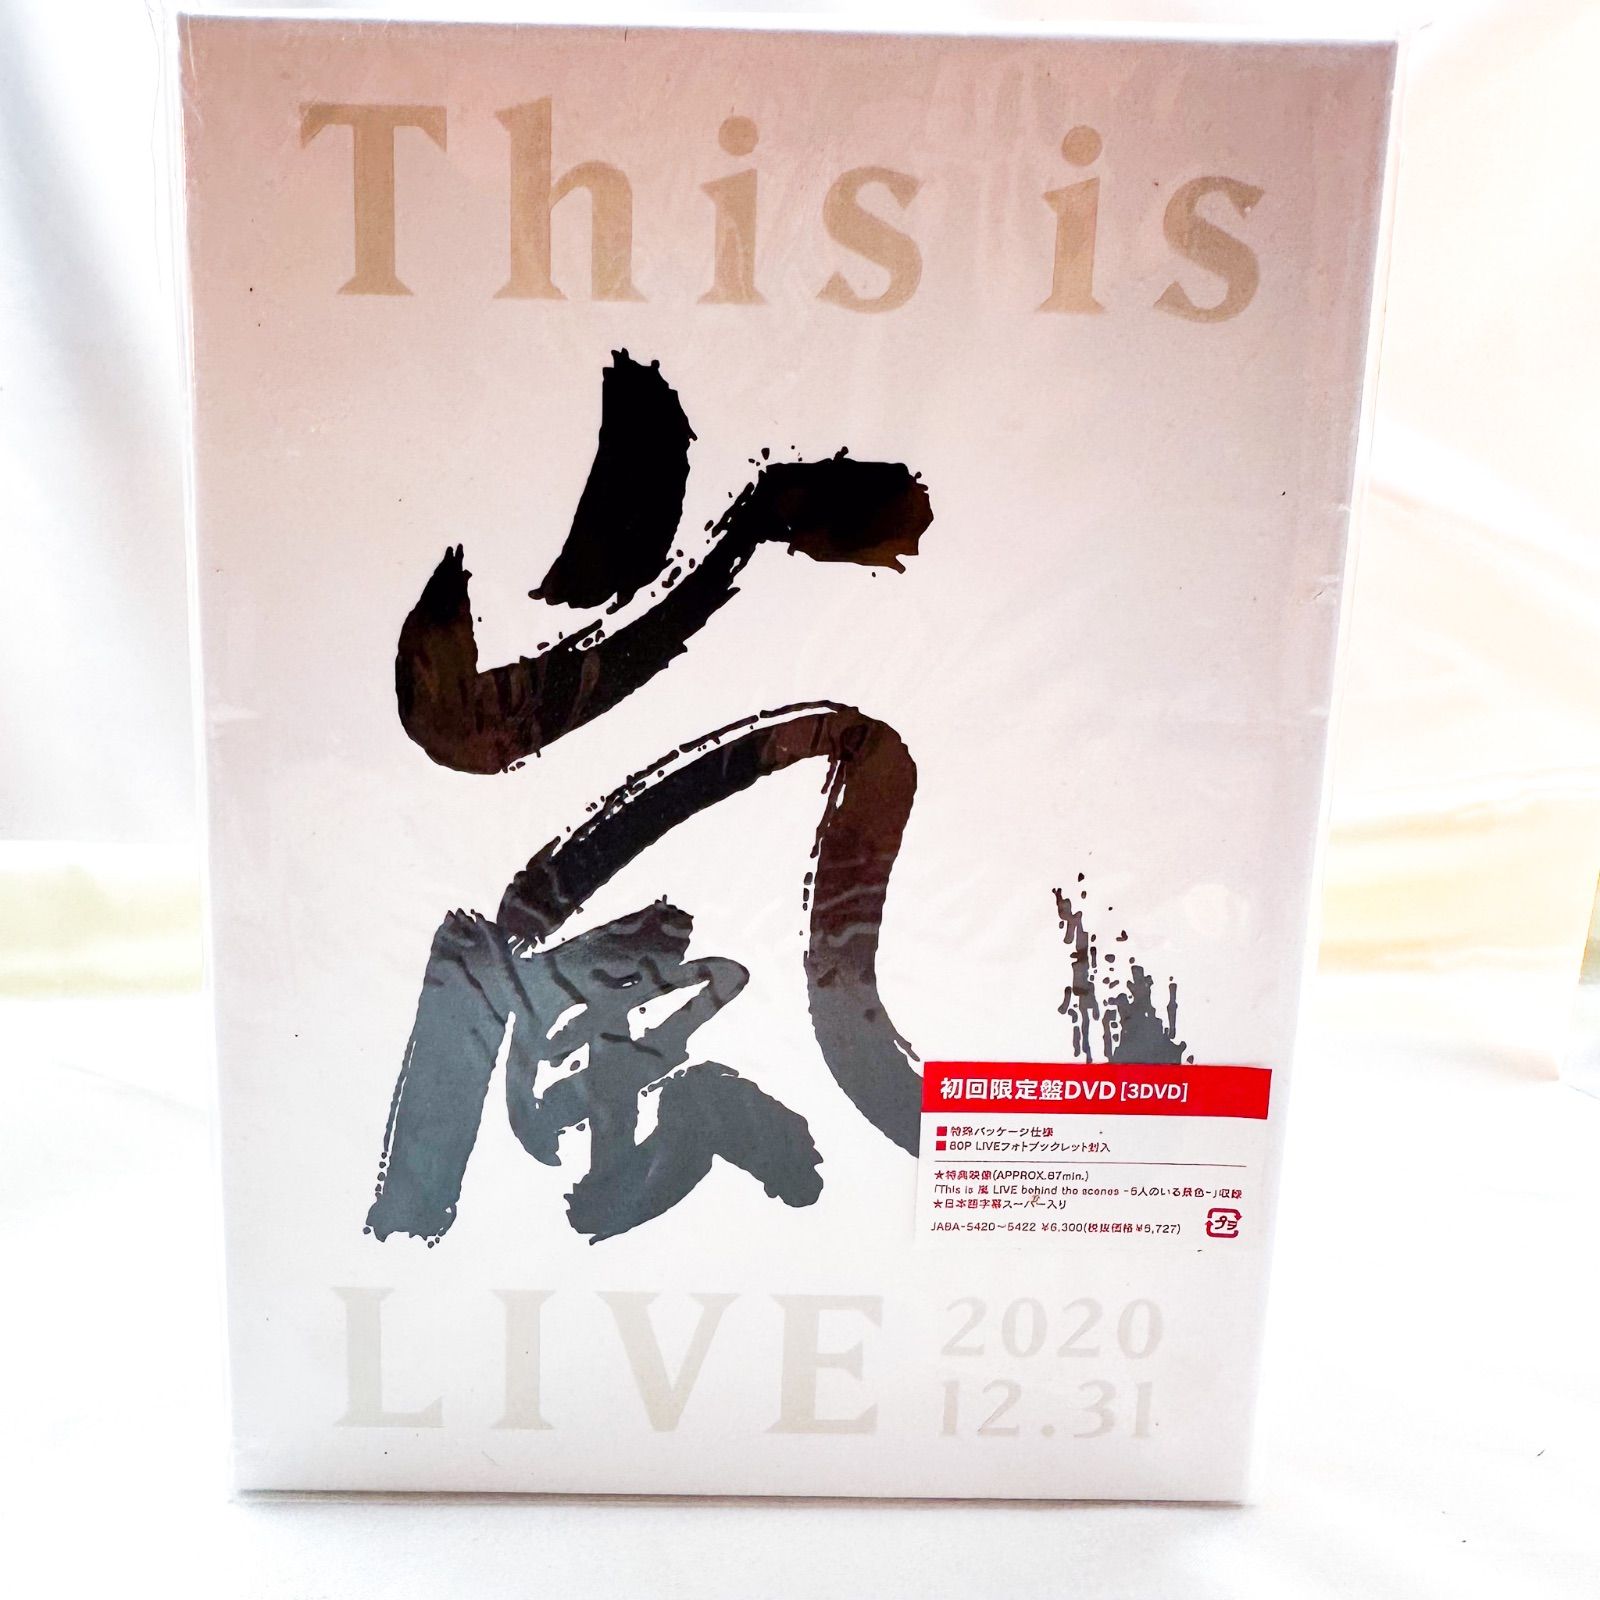 This is
嵐
LIVE 2020
12.31
初回限定盤DVD [3DVD]
■特殊パッケージ仕様
■80P LIVEフォトブックレット封入
★特典映像(APPROX.87min.)
「This is 嵐 LIVE behind the scenes -5人のいる景色-」収録
★日本語字幕スーパー入り
JABA-5420～5422 ¥6,300(税抜価格 ¥5,727)
プラ